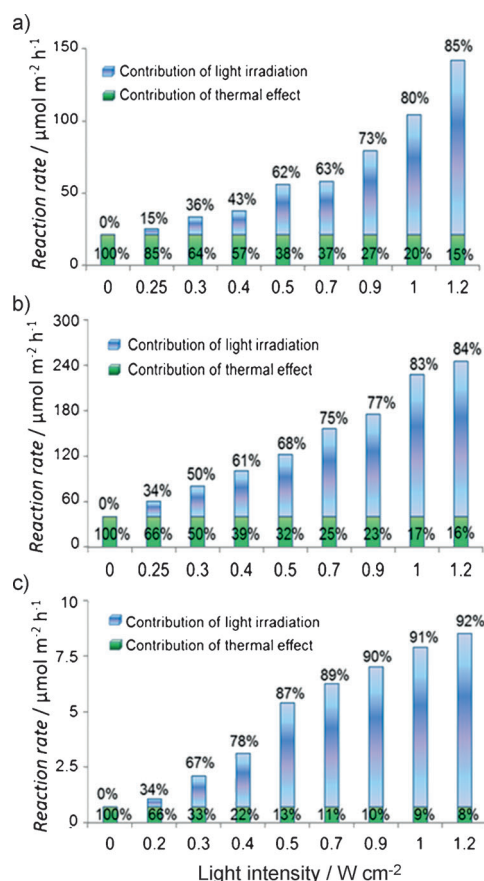 a)
Reaction rate / µmol m⁻² h⁻¹
150
100
50
0
Contribution of light irradiation
Contribution of thermal effect
0% 15% 36% 43% 62% 63% 73% 80% 85%
100% 85% 64% 57% 38% 37% 27% 20% 15%
0 0.25 0.3 0.4 0.5 0.7 0.9 1 1.2
b)
Reaction rate / µmol m⁻² h⁻¹
300
240
180
120
60
0
Contribution of light irradiation
Contribution of thermal effect
0% 34% 50% 61% 68% 75% 77% 83% 84%
100% 66% 50% 39% 32% 25% 23% 17% 16%
0 0.25 0.3 0.4 0.5 0.7 0.9 1 1.2
c)
Reaction rate / µmol m⁻² h⁻¹
10
7.5
5
2.5
0
Contribution of light irradiation
Contribution of thermal effect
0% 34% 67% 78% 87% 89% 90% 91% 92%
100% 66% 33% 22% 13% 11% 10% 9% 8%
0 0.2 0.3 0.4 0.5 0.7 0.9 1 1.2
Light intensity / W cm⁻²